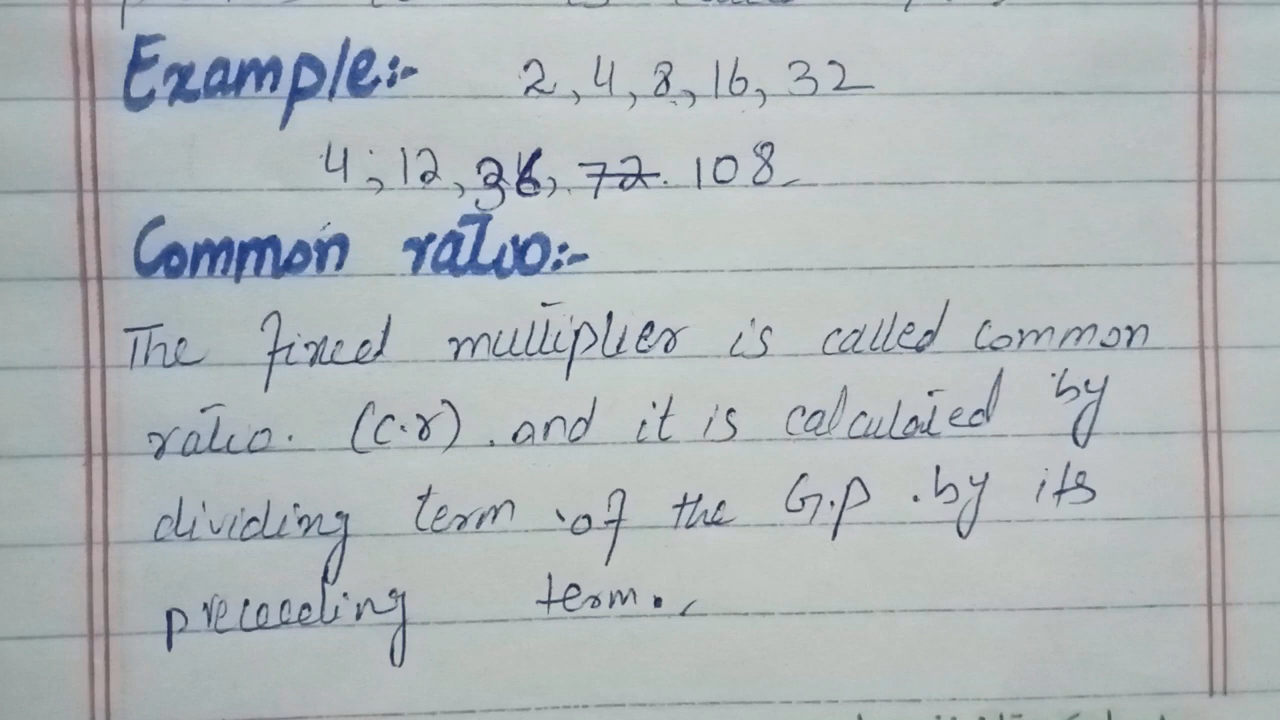 Example:- 2, 4, 8, 16, 32
4, 12, 36, 72. 108
Common ratio:-
The fixed multiplier is called common
ratio. (C.r). and it is calculated by
dividing term of the G.P. by its
preceeding term.